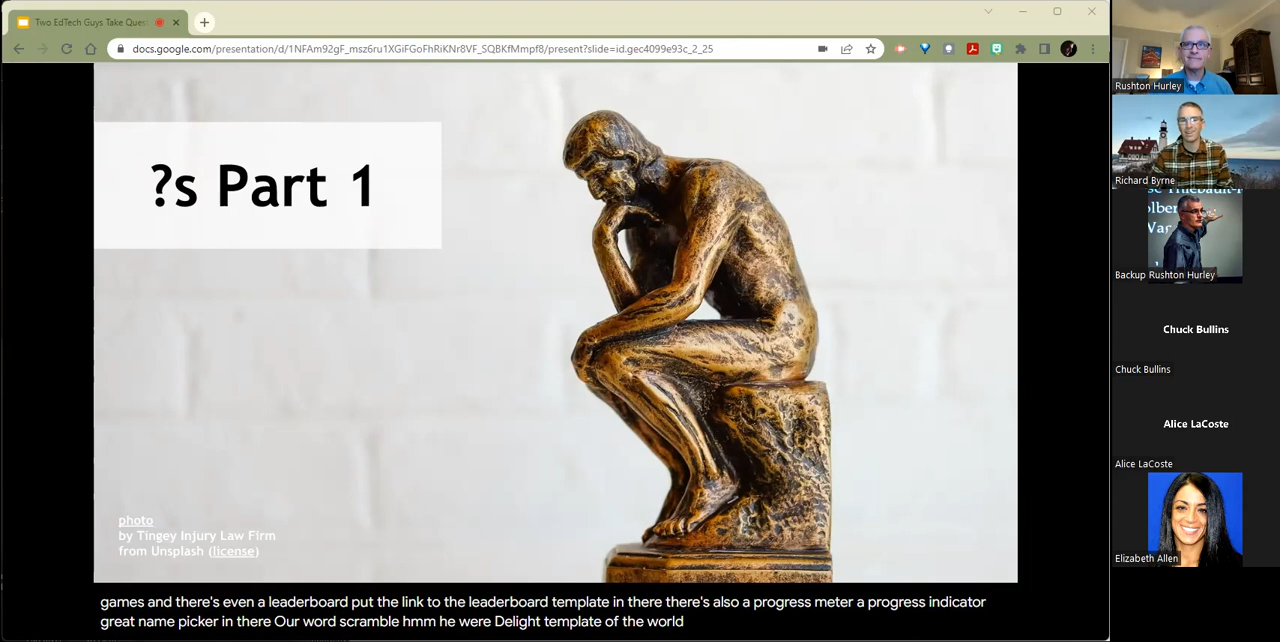 Two EdTech Guys Take Quest
docs.google.com/presentation/d/1NFAm92gF_msz6ru1XGiFGoFhRiKNr8VF_SQBKfMmpf8/present?slide=id.gec4099e93c_2_25
?s Part 1
photo
by Tingey Injury Law Firm
from Unsplash (license)
games and there's even a leaderboard put the link to the leaderboard template in there there's also a progress meter a progress indicator
great name picker in there Our word scramble hmm he were Delight template of the world
Rushton Hurley
Richard Byrne
Backup Rushton Hurley
Chuck Bullins
Chuck Bullins
Alice LaCoste
Alice LaCoste
Elizabeth Allen